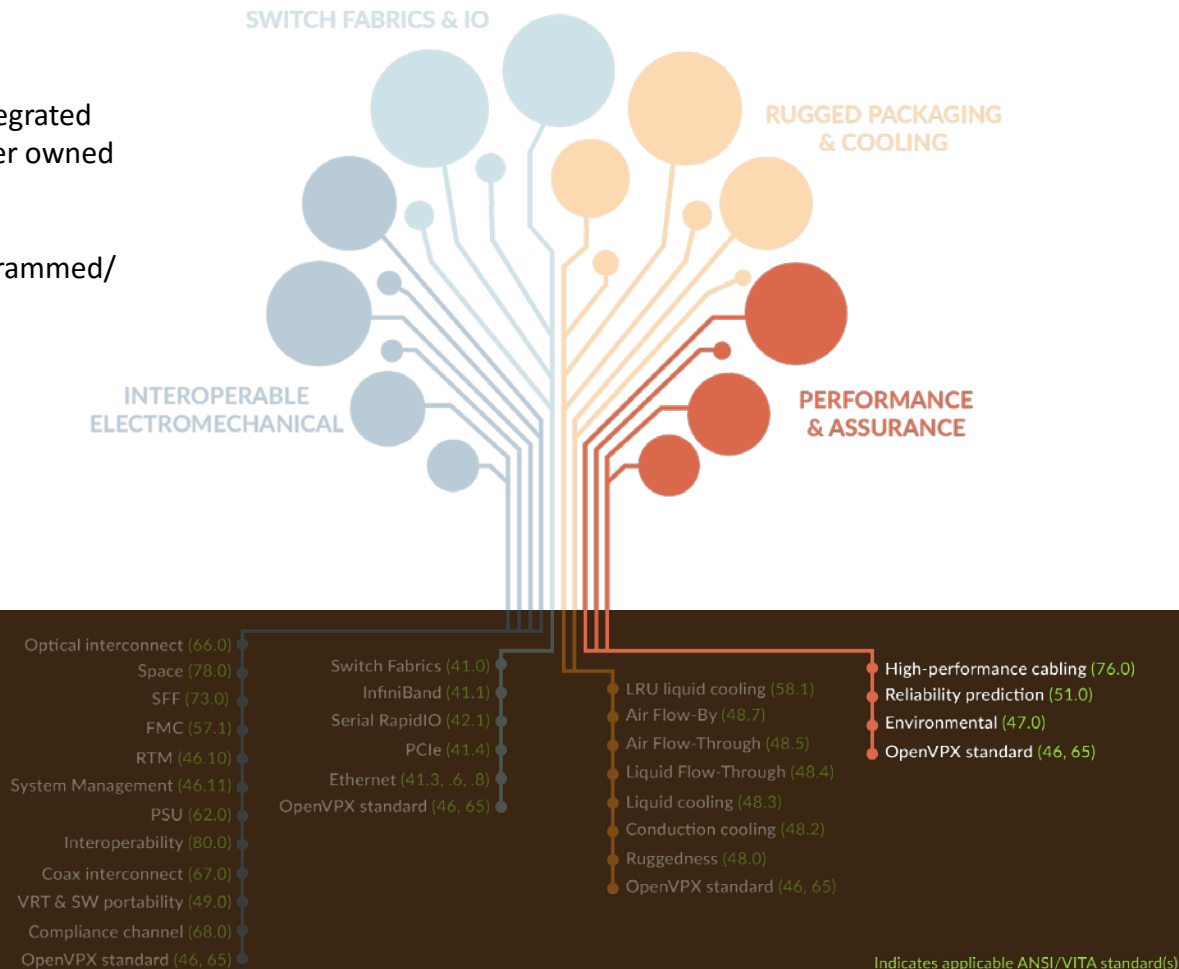 SWITCH FABRICS & IO
egrated
er owned
rammed/
RUGGED PACKAGING
& COOLING
INTEROPERABLE
ELECTROMECHANICAL
PERFORMANCE
& ASSURANCE
Optical interconnect (66.0)
Space (78.0)
SFF (73.0)
FMC (57.1)
RTM (46.10)
System Management (46.11)
PSU (62.0)
Interoperability (80.0)
Coax interconnect (67.0)
VRT & SW portability (49.0)
Compliance channel (68.0)
OpenVPX standard (46, 65)
Switch Fabrics (41.0)
InfiniBand (41.1)
Serial RapidIO (42.1)
PCIe (41.4)
Ethernet (41.3, .6, .8)
OpenVPX standard (46, 65)
LRU liquid cooling (58.1)
Air Flow-By (48.7)
Air Flow-Through (48.5)
Liquid Flow-Through (48.4)
Liquid cooling (48.3)
Conduction cooling (48.2)
Ruggedness (48.0)
OpenVPX standard (46, 65)
High-performance cabling (76.0)
Reliability prediction (51.0)
Environmental (47.0)
OpenVPX standard (46, 65)
Indicates applicable ANSI/VITA standard(s)